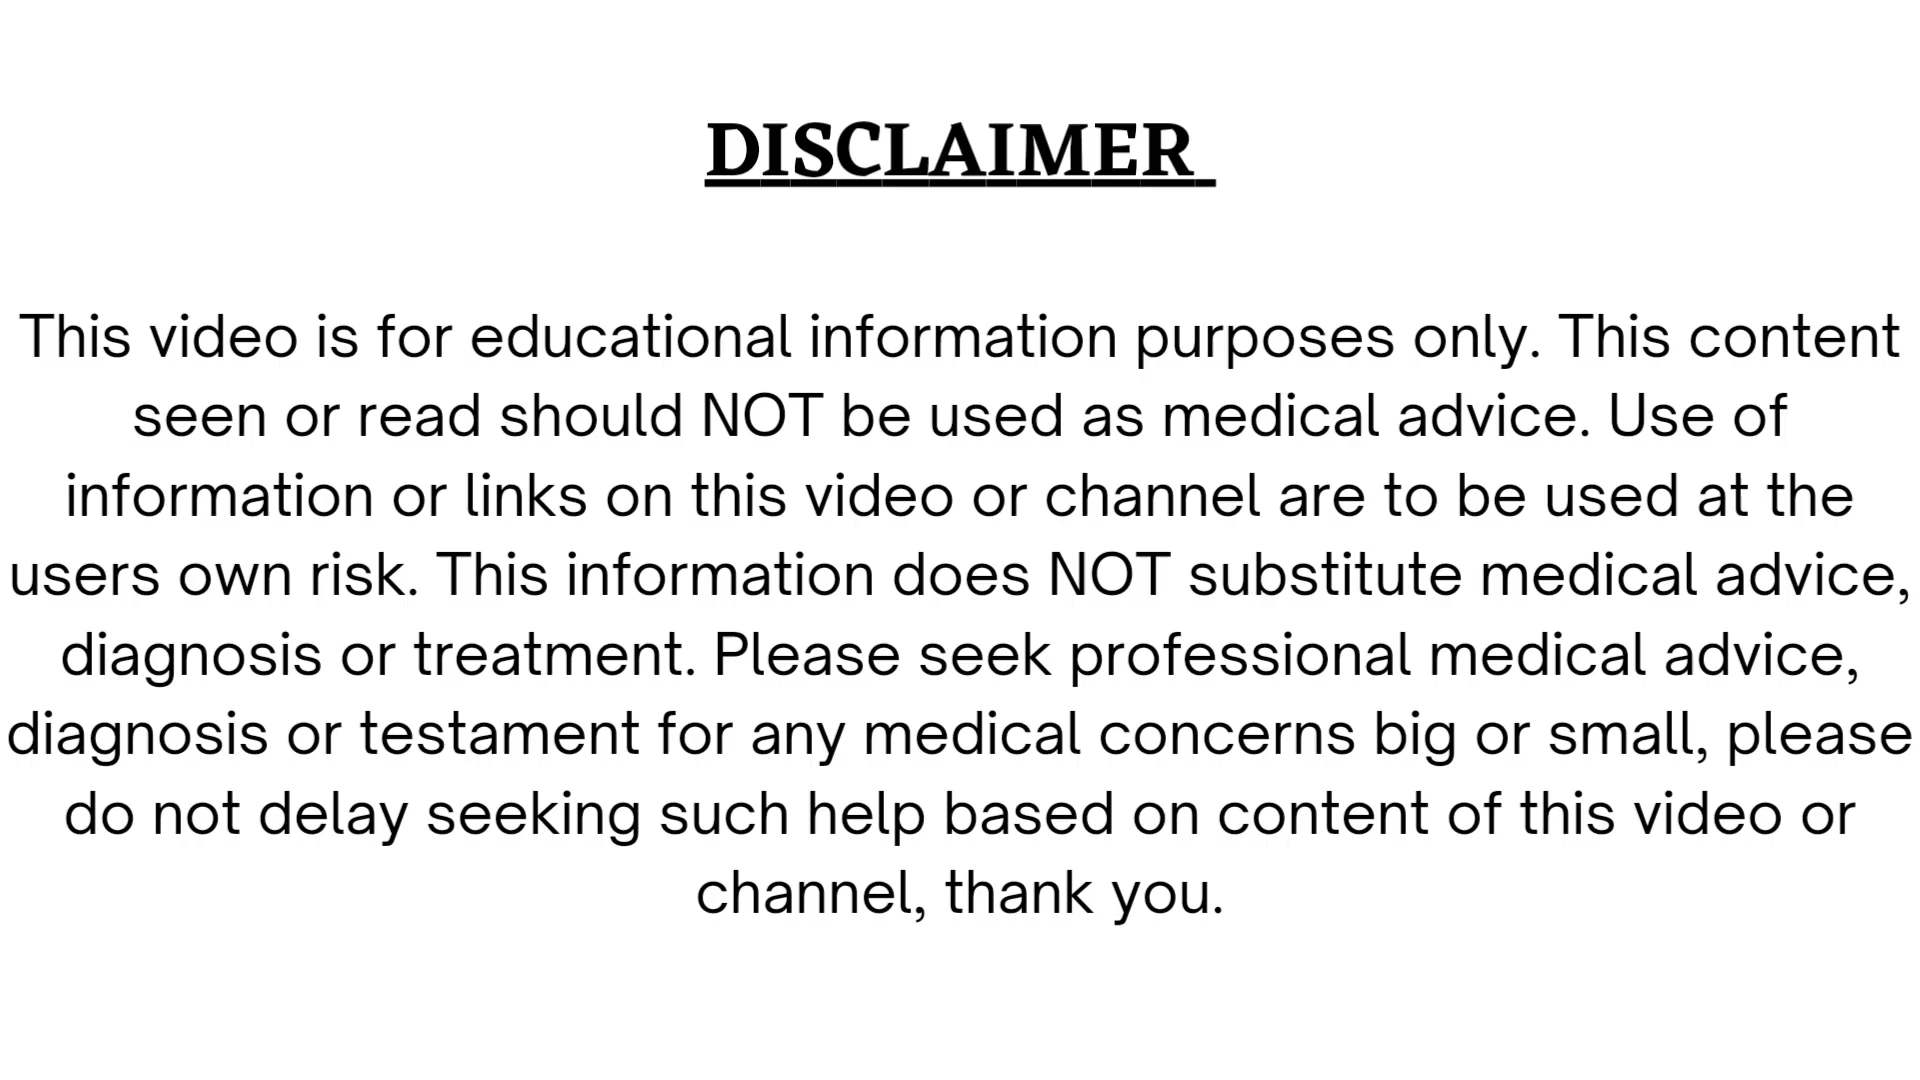 DISCLAIMER
This video is for educational information purposes only. This content
seen or read should NOT be used as medical advice. Use of
information or links on this video or channel are to be used at the
users own risk. This information does NOT substitute medical advice,
diagnosis or treatment. Please seek professional medical advice,
diagnosis or testament for any medical concerns big or small, please
do not delay seeking such help based on content of this video or
channel, thank you.